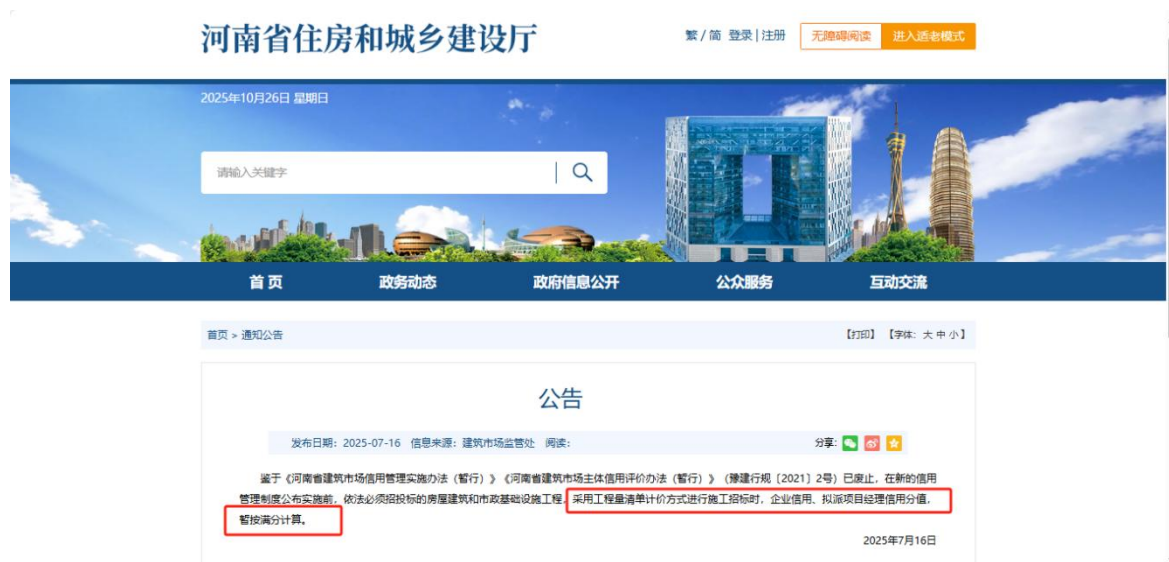 河南省住房和城乡建设厅
繁 / 简 登录 | 注册 无障碍阅读 进入适老模式
2025年10月26日 星期日
请输入关键字
首 页 政务动态 政府信息公开 公众服务 互动交流
首页 » 通知公告 【打印】 【字体: 大 中 小】
公告
发布日期: 2025-07-16 信息来源: 建筑市场监管处 阅读: 分享:
鉴于《河南省建筑市场信用管理实施办法（暂行）》《河南省建筑市场主体信用评价办法（暂行）》（豫建行规〔2021〕2号）已废止，在新的信用
管理制度公布实施前，依法必须招投标的房屋建筑和市政基础设施工程，采用工程量清单计价方式进行施工招标时，企业信用、拟派项目经理信用分值，
暂按满分计算。
2025年7月16日